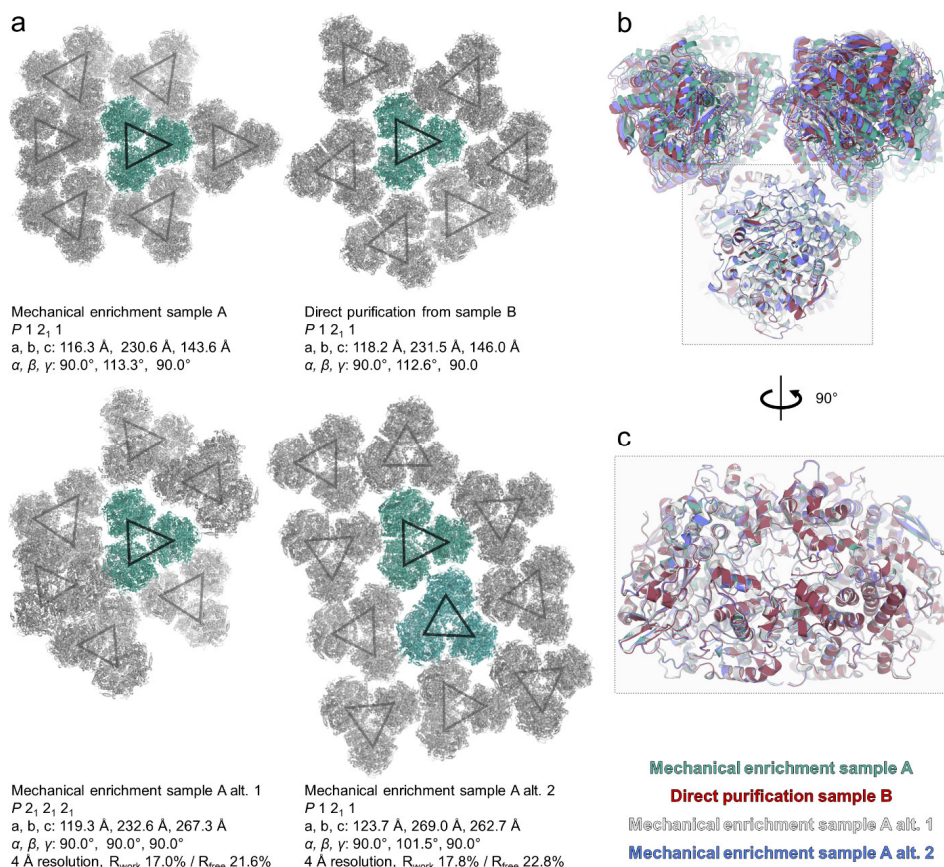 a
Mechanical enrichment sample A
P 1 2₁ 1
a, b, c: 116.3 Å, 230.6 Å, 143.6 Å
α, β, γ: 90.0°, 113.3°, 90.0°
Direct purification from sample B
P 1 2₁ 1
a, b, c: 118.2 Å, 231.5 Å, 146.0 Å
α, β, γ: 90.0°, 112.6°, 90.0
Mechanical enrichment sample A alt. 1
P 2₁ 2₁ 2₁
a, b, c: 119.3 Å, 232.6 Å, 267.3 Å
α, β, γ: 90.0°, 90.0°, 90.0°
4 Å resolution, Rwork 17.0% / Rfree 21.6%
Mechanical enrichment sample A alt. 2
P 1 2₁ 1
a, b, c: 123.7 Å, 269.0 Å, 262.7 Å
α, β, γ: 90.0°, 101.5°, 90.0°
4 Å resolution, Rwork 17.8% / Rfree 22.8%
b
90°
c
Mechanical enrichment sample A
Direct purification sample B
Mechanical enrichment sample A alt. 1
Mechanical enrichment sample A alt. 2